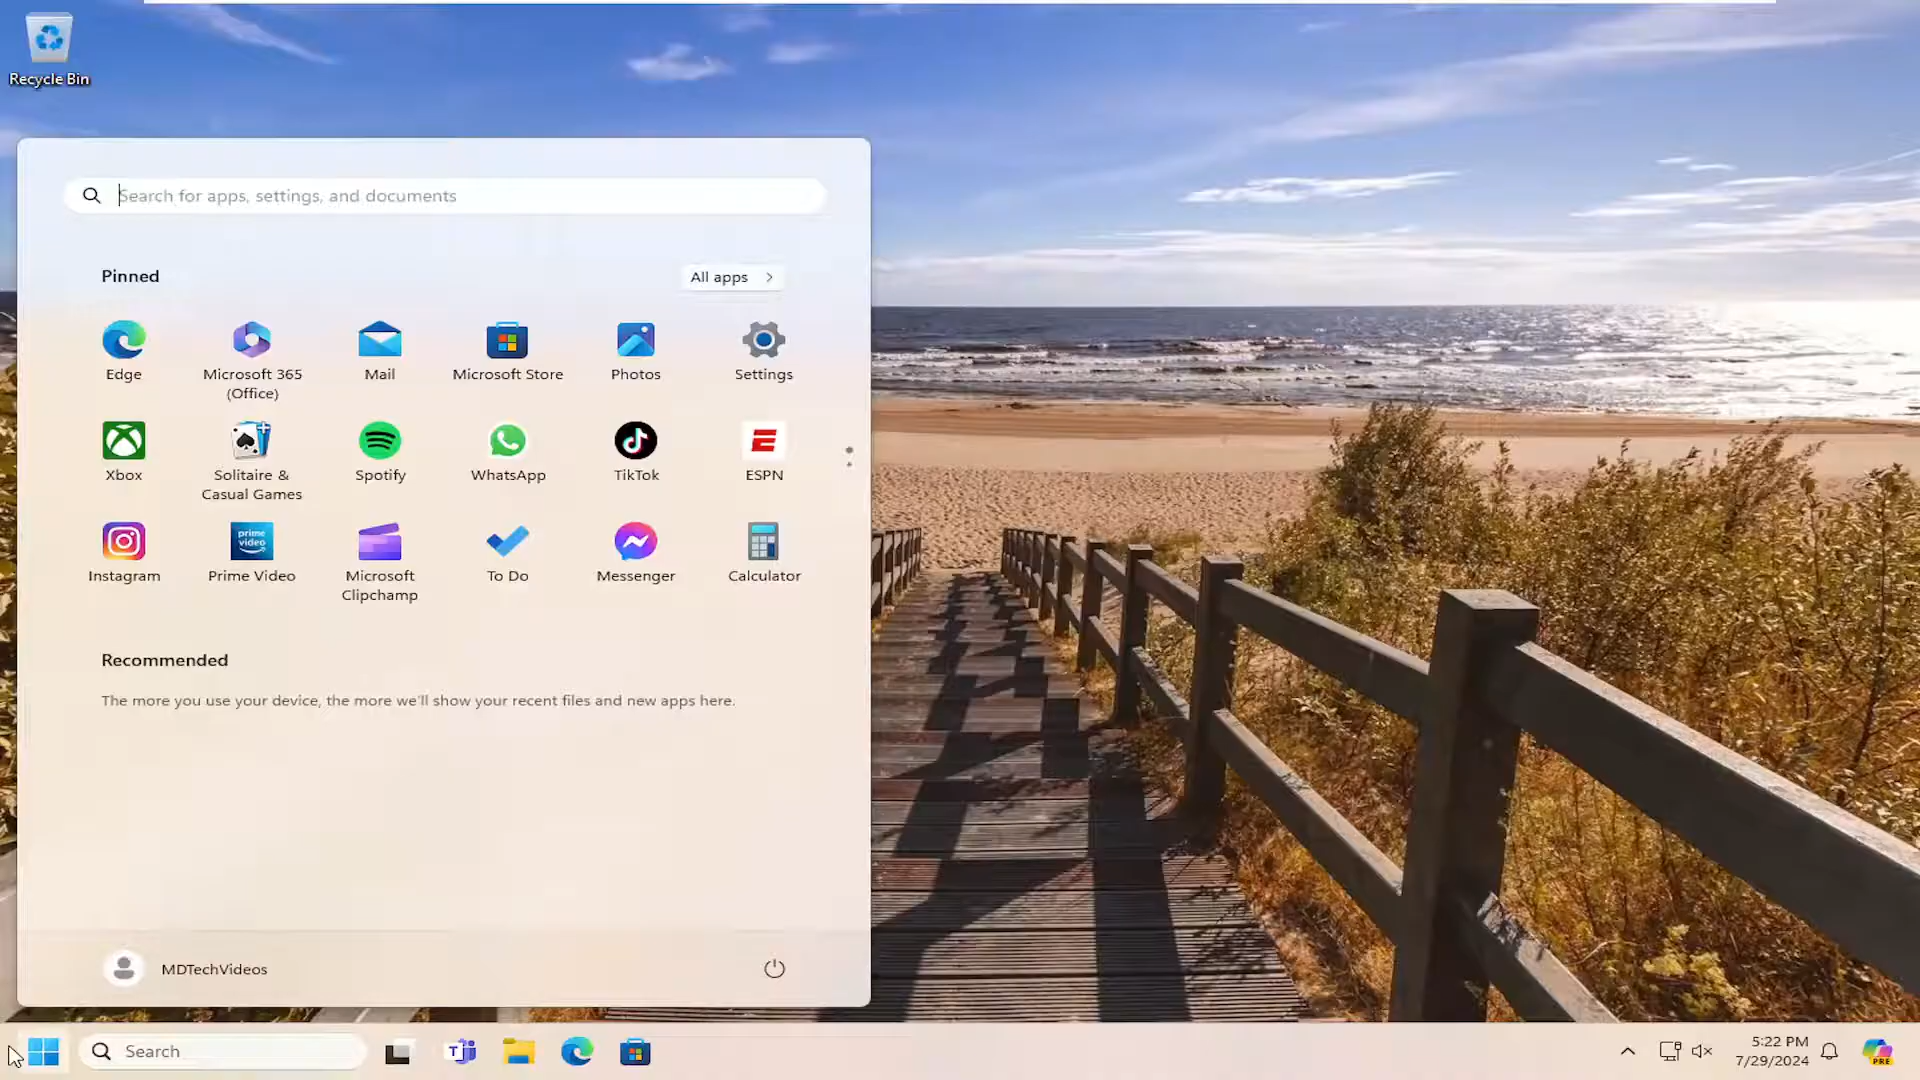 Recycle Bin
Search for apps, settings, and documents
Pinned
All apps
Edge
Microsoft 365
(Office)
Mail
Microsoft Store
Photos
Settings
Xbox
Solitaire &
Casual Games
Spotify
WhatsApp
TikTok
ESPN
Instagram
prime
video
Prime Video
Microsoft
Clipchamp
To Do
Messenger
Calculator
Recommended
The more you use your device, the more we'll show your recent files and new apps here.
MDTechVideos
Search
5:22 PM
7/29/2024
PRE